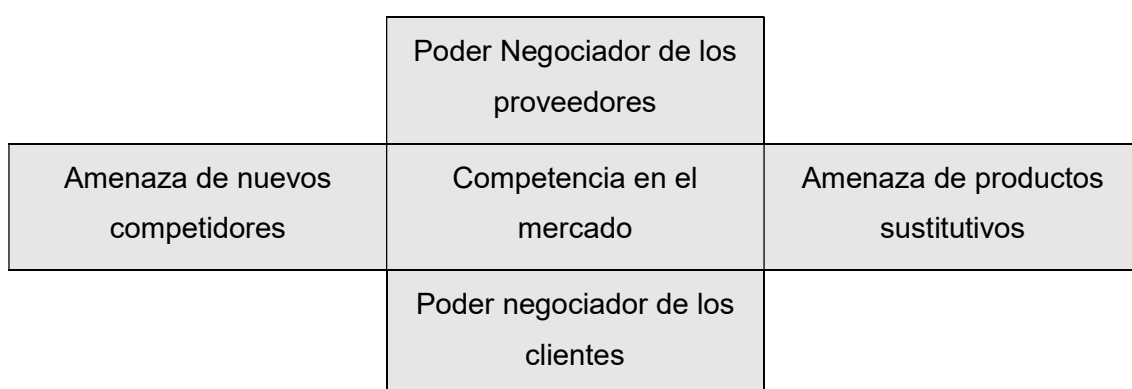 Poder Negociador de los
proveedores
Amenaza de nuevos
competidores
Competencia en el
mercado
Amenaza de productos
sustitutivos
Poder negociador de los
clientes